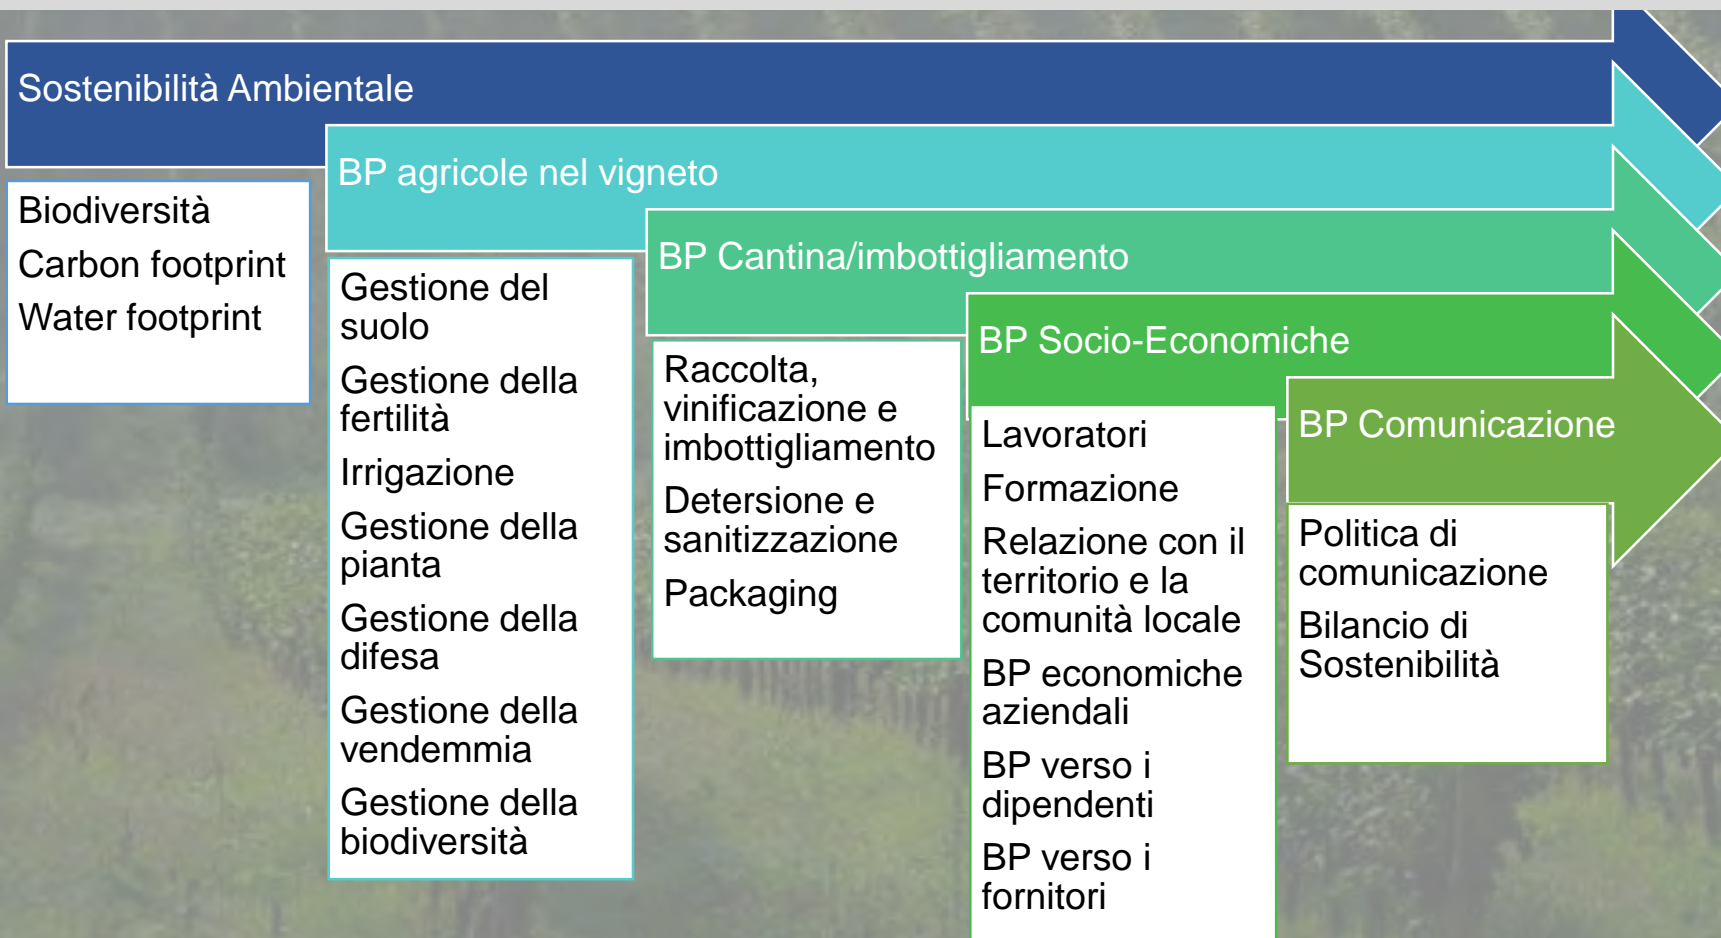 Sostenibilità Ambientale
Biodiversità
Carbon footprint
Water footprint
BP agricole nel vigneto
Gestione del
suolo
Gestione della
fertilità
Irrigazione
Gestione della
pianta
Gestione della
difesa
Gestione della
vendemmia
Gestione della
biodiversità
BP Cantina/imbottigliamento
Raccolta,
vinificazione e
imbottigliamento
Detersione e
sanitizzazione
Packaging
BP Socio-Economiche
Lavoratori
Formazione
Relazione con il
territorio e la
comunità locale
BP economiche
aziendali
BP verso i
dipendenti
BP verso i
fornitori
BP Comunicazione
Politica di
comunicazione
Bilancio di
Sostenibilità